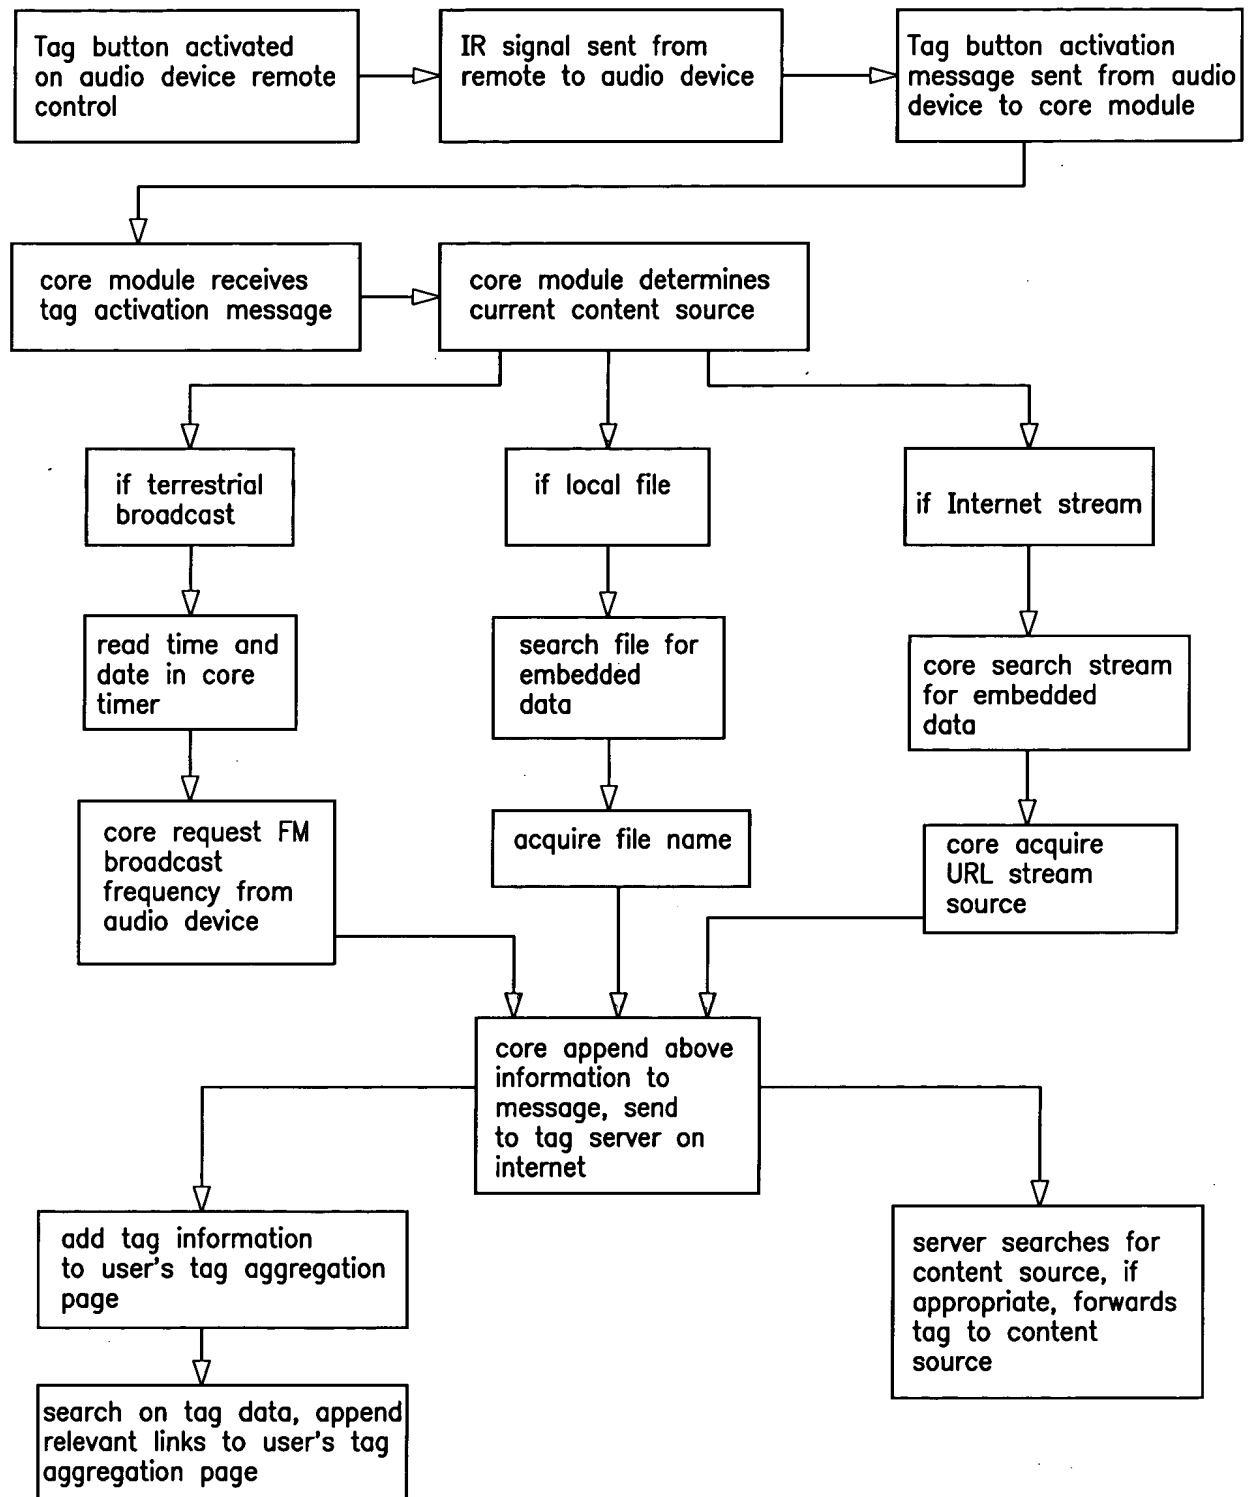 Tag button activated
on audio device remote
control
IR signal sent from
remote to audio device
Tag button activation
message sent from audio
device to core module
core module receives
tag activation message
core module determines
current content source
if terrestrial
broadcast
if local file
if Internet stream
read time and
date in core
timer
search file for
embedded
data
core search stream
for embedded
data
core request FM
broadcast
frequency from
audio device
acquire file name
core acquire
URL stream
source
core append above
information to
message, send
to tag server on
internet
add tag information
to user's tag aggregation
page
server searches for
content source, if
appropriate, forwards
tag to content
source
search on tag data, append
relevant links to user's tag
aggregation page